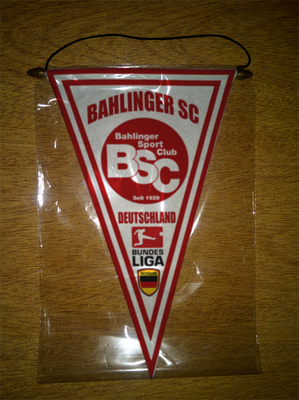 BAHLINGER SC
Bahlinger
Sport
Club
BSC
Seit 1929
DEUTSCHLAND
BUNDES
LIGA